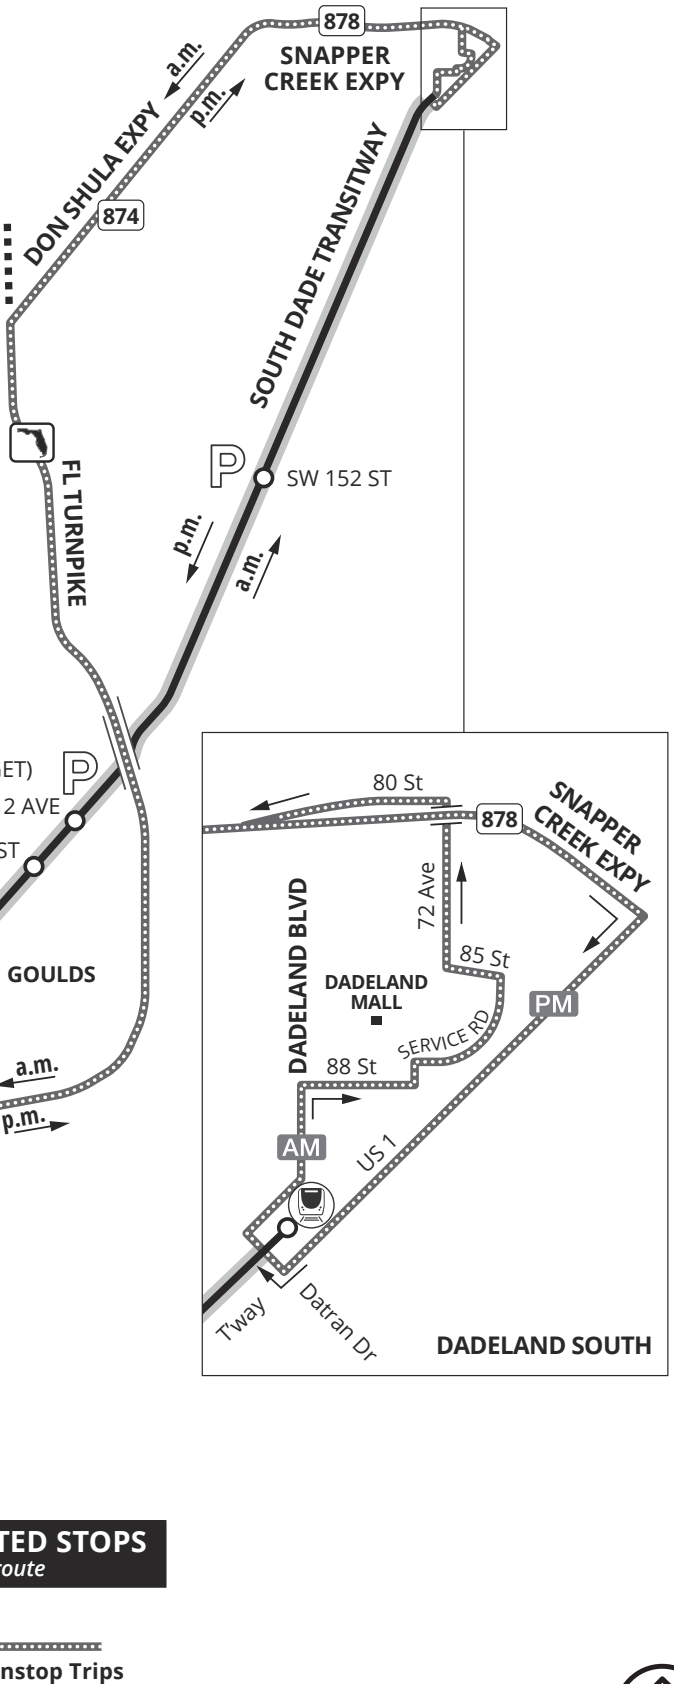 878
SNAPPER
CREEK EXPY
a.m.
p.m.
DON SHULA EXPY
874
SOUTH DADE TRANSITWAY
P
SW 152 ST
FL TURNPIKE
p.m.
a.m.
ET)
P
2 AVE
ST
GOULDS
a.m.
p.m.
80 St
878
SNAPPER
CREEK EXPY
72 Ave
DADELAND BLVD
85 St
DADELAND
MALL
PM
SERVICE RD
88 St
AM
US 1
T'way
Datran Dr
DADELAND SOUTH
TED STOPS
route
nstop Trips